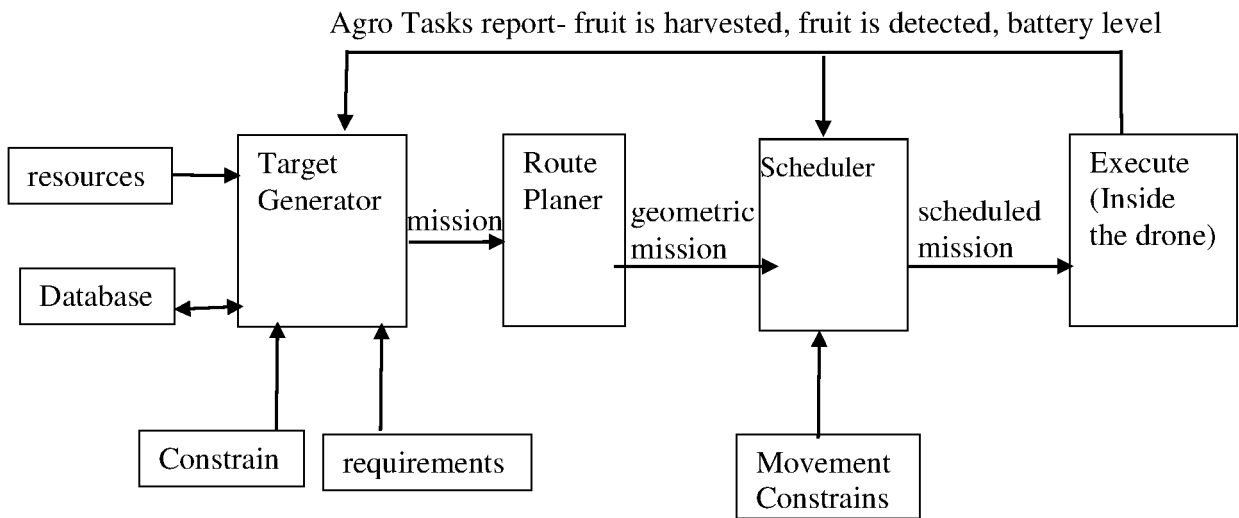 Agro Tasks report- fruit is harvested, fruit is detected, battery level
resources
Database
Target
Generator
mission
Route
Planer
geometric
mission
Scheduler
scheduled
mission
Execute
(Inside
the drone)
Constrain
requirements
Movement
Constrains